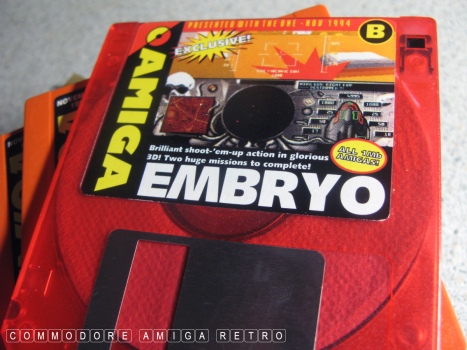 PRESENTED WITH THE ONE - NOV 1994
B
EXCLUSIVE!
AMIGA
Brilliant shoot-'em-up action in glorious
3D! Two huge missions to complete!
ALL 1Mb
AMIGAS!
EMBRYO
COMMODORE AMIGA RETRO